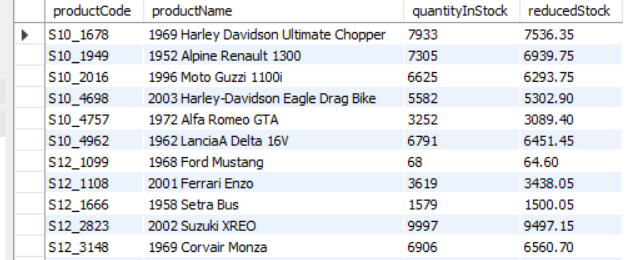 productCode productName quantityInStock reducedStock
S10_1678 1969 Harley Davidson Ultimate Chopper 7933 7536.35
S10_1949 1952 Alpine Renault 1300 7305 6939.75
S10_2016 1996 Moto Guzzi 1100i 6625 6293.75
S10_4698 2003 Harley-Davidson Eagle Drag Bike 5582 5302.90
S10_4757 1972 Alfa Romeo GTA 3252 3089.40
S10_4962 1962 LanciaA Delta 16V 6791 6451.45
S12_1099 1968 Ford Mustang 68 64.60
S12_1108 2001 Ferrari Enzo 3619 3438.05
S12_1666 1958 Setra Bus 1579 1500.05
S12_2823 2002 Suzuki XREO 9997 9497.15
S12_3148 1969 Corvair Monza 6906 6560.70